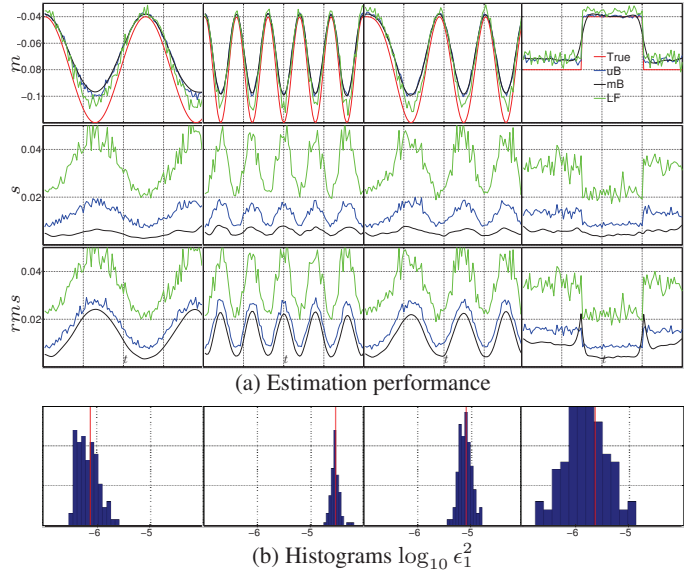 −0.04
−0.06
m
−0.08
−0.1
True
uB
mB
LF
0.04
s
0.02
0.04
rms
0.02
t t t t
(a) Estimation performance
−6 −5 −6 −5 −6 −5 −6 −5
(b) Histograms log₁₀ ϵ₁²